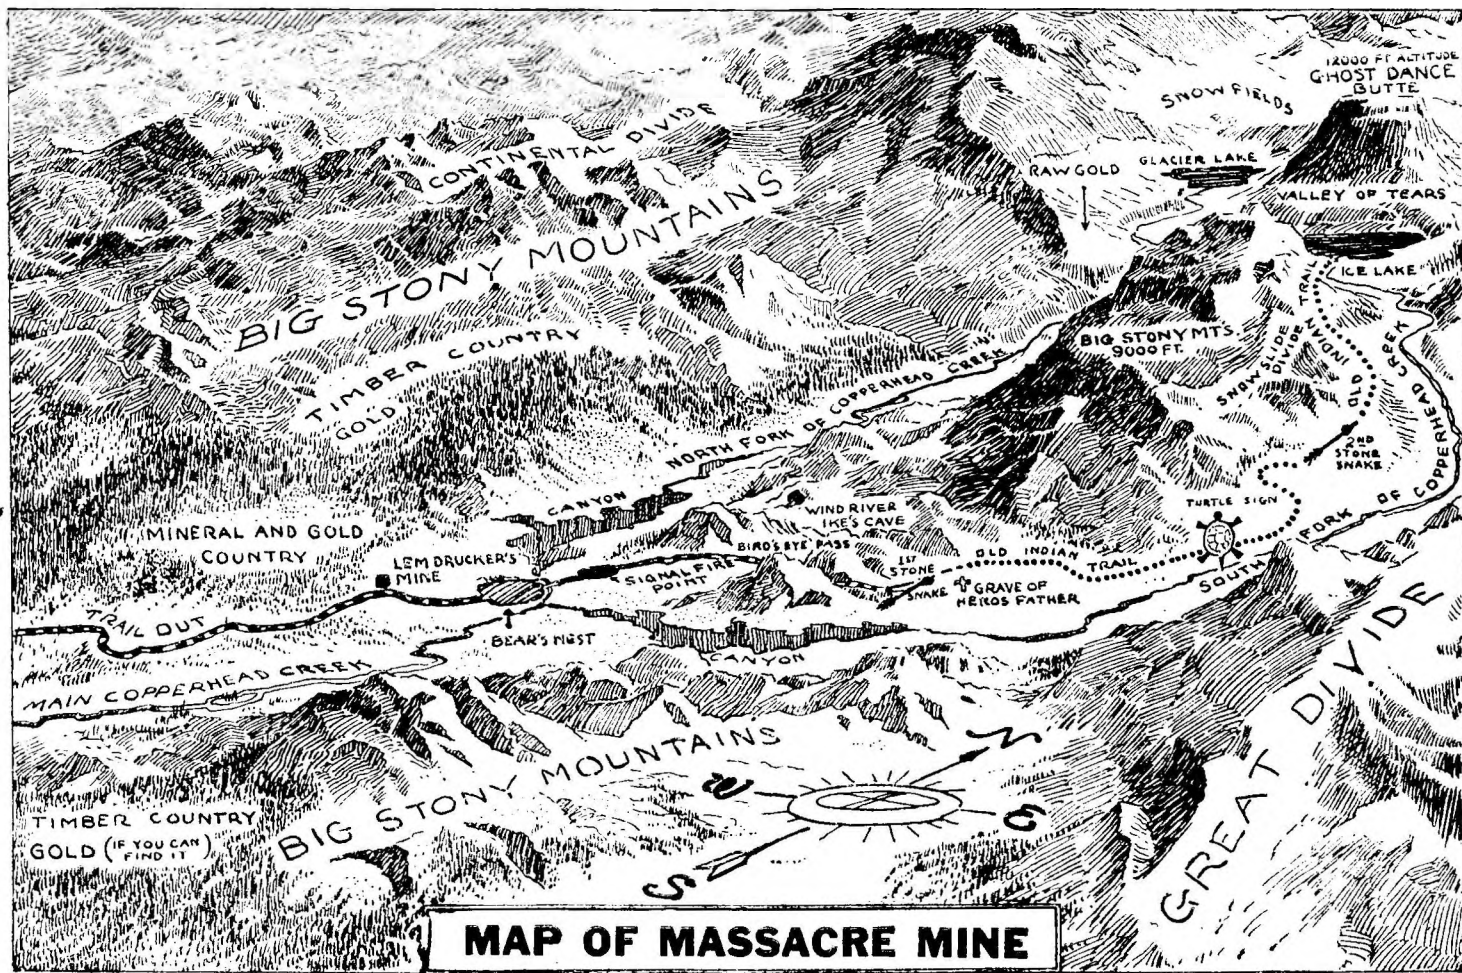 12000 FT ALTITUDE
GHOST DANCE
BUTTE
SNOW FIELDS
CONTINENTAL DIVIDE
RAW GOLD
GLACIER LAKE
VALLEY OF TEARS
BIG STONY MOUNTAINS
ICE LAKE
TIMBER COUNTRY
GOLD
BIG STONY MT'S.
9000 FT.
SNOW SLIDE
DIVIDE
OLD INDIAN TRAIL
NORTH FORK OF COPPERHEAD CREEK
2ND
STONE
SNAKE
CANYON
WIND RIVER
IKE'S CAVE
TURTLE SIGN
SOUTH FORK OF COPPERHEAD CREEK
MINERAL AND GOLD
COUNTRY
LEM DRUCKER'S
MINE
BIRD'S EYE PASS
SIGNAL FIRE
POINT
1ST
STONE
SNAKE
OLD INDIAN
TRAIL
GRAVE OF
HEROS FATHER
TRAIL OUT
BEAR'S NEST
CANYON
MAIN COPPERHEAD CREEK
GREAT DIVIDE
BIG STONY MOUNTAINS
N
W
E
S
TIMBER COUNTRY
GOLD (IF YOU CAN
FIND IT)
MAP OF MASSACRE MINE